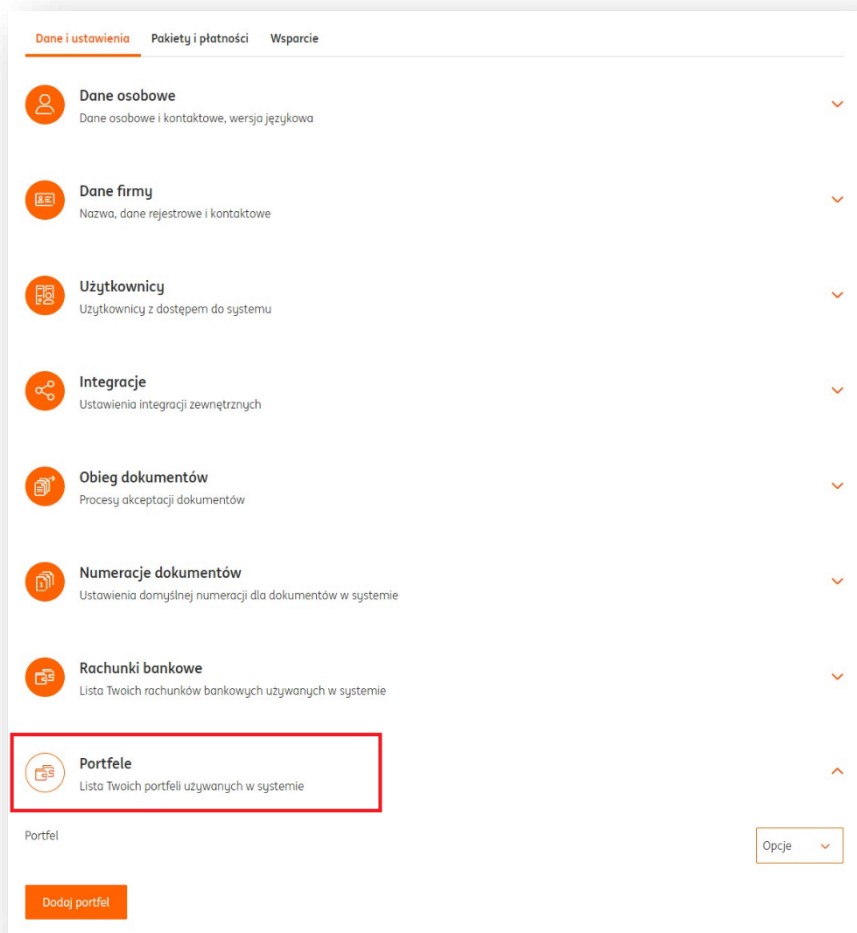 Dane i ustawienia Pakiety i płatności Wsparcie
Dane osobowe
Dane osobowe i kontaktowe, wersja językowa
Dane firmy
Nazwa, dane rejestrowe i kontaktowe
Użytkownicy
Użytkownicy z dostępem do systemu
Integracje
Ustawienia integracji zewnętrznych
Obieg dokumentów
Procesy akceptacji dokumentów
Numeracje dokumentów
Ustawienia domyślnej numeracji dla dokumentów w systemie
Rachunki bankowe
Lista Twoich rachunków bankowych używanych w systemie
Portfele
Lista Twoich portfeli używanych w systemie
Portfel
Opcje
Dodaj portfel